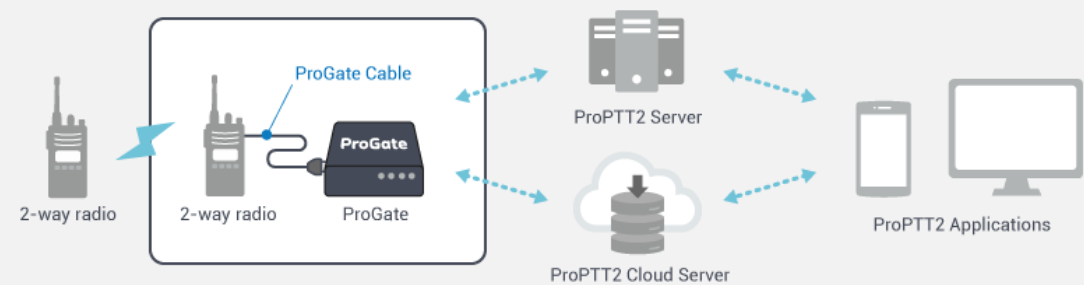 ProGate Cable
ProGate
2-way radio
2-way radio
ProGate
ProPTT2 Server
ProPTT2 Cloud Server
ProPTT2 Applications